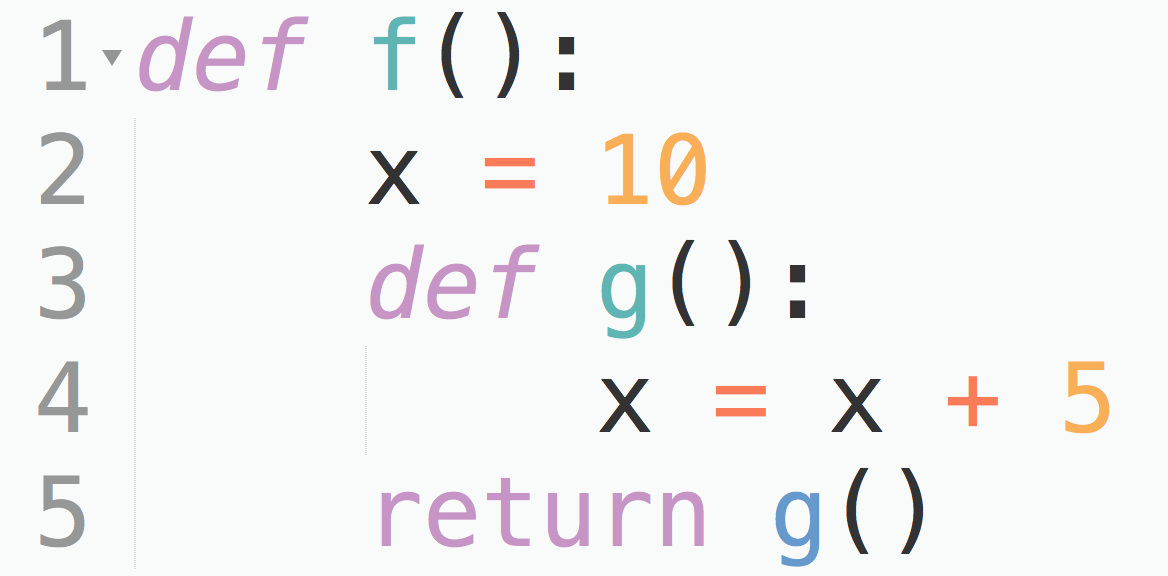 1 def f():
2     x = 10
3     def g():
4         x = x + 5
5     return g()